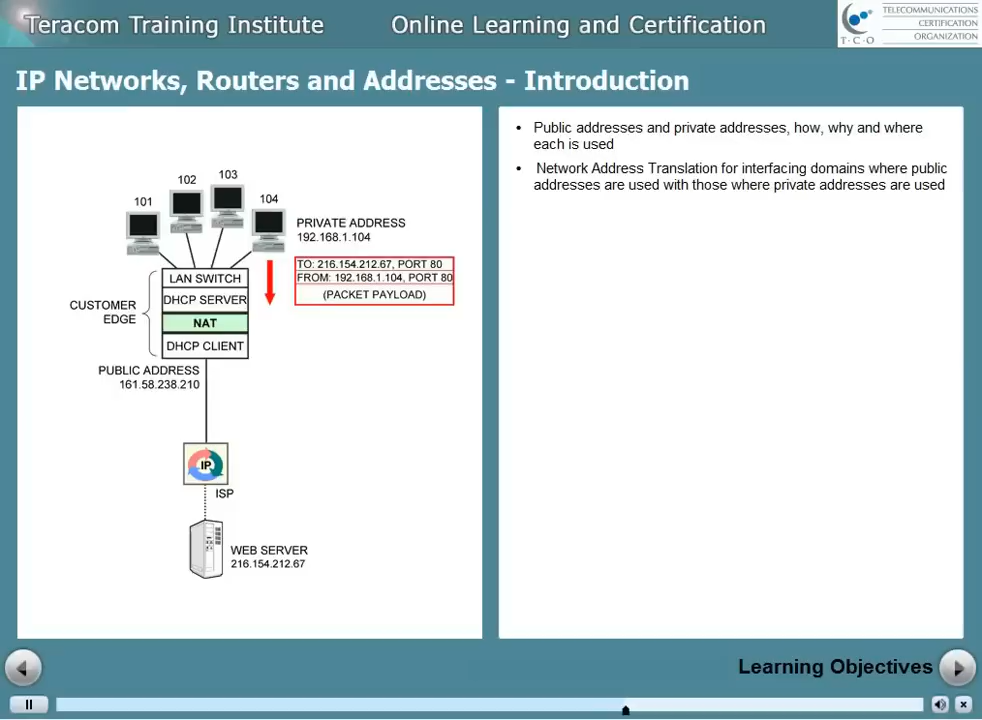 Teracom Training Institute
Online Learning and Certification
TELECOMMUNICATIONS
CERTIFICATION
ORGANIZATION
T·C·O
IP Networks, Routers and Addresses - Introduction
101
102
103
104
PRIVATE ADDRESS
192.168.1.104
TO: 216.154.212.67, PORT 80
FROM: 192.168.1.104, PORT 80
(PACKET PAYLOAD)
CUSTOMER
EDGE
LAN SWITCH
DHCP SERVER
NAT
DHCP CLIENT
PUBLIC ADDRESS
161.58.238.210
IP
ISP
WEB SERVER
216.154.212.67
• Public addresses and private addresses, how, why and where
each is used
• Network Address Translation for interfacing domains where public
addresses are used with those where private addresses are used
Learning Objectives